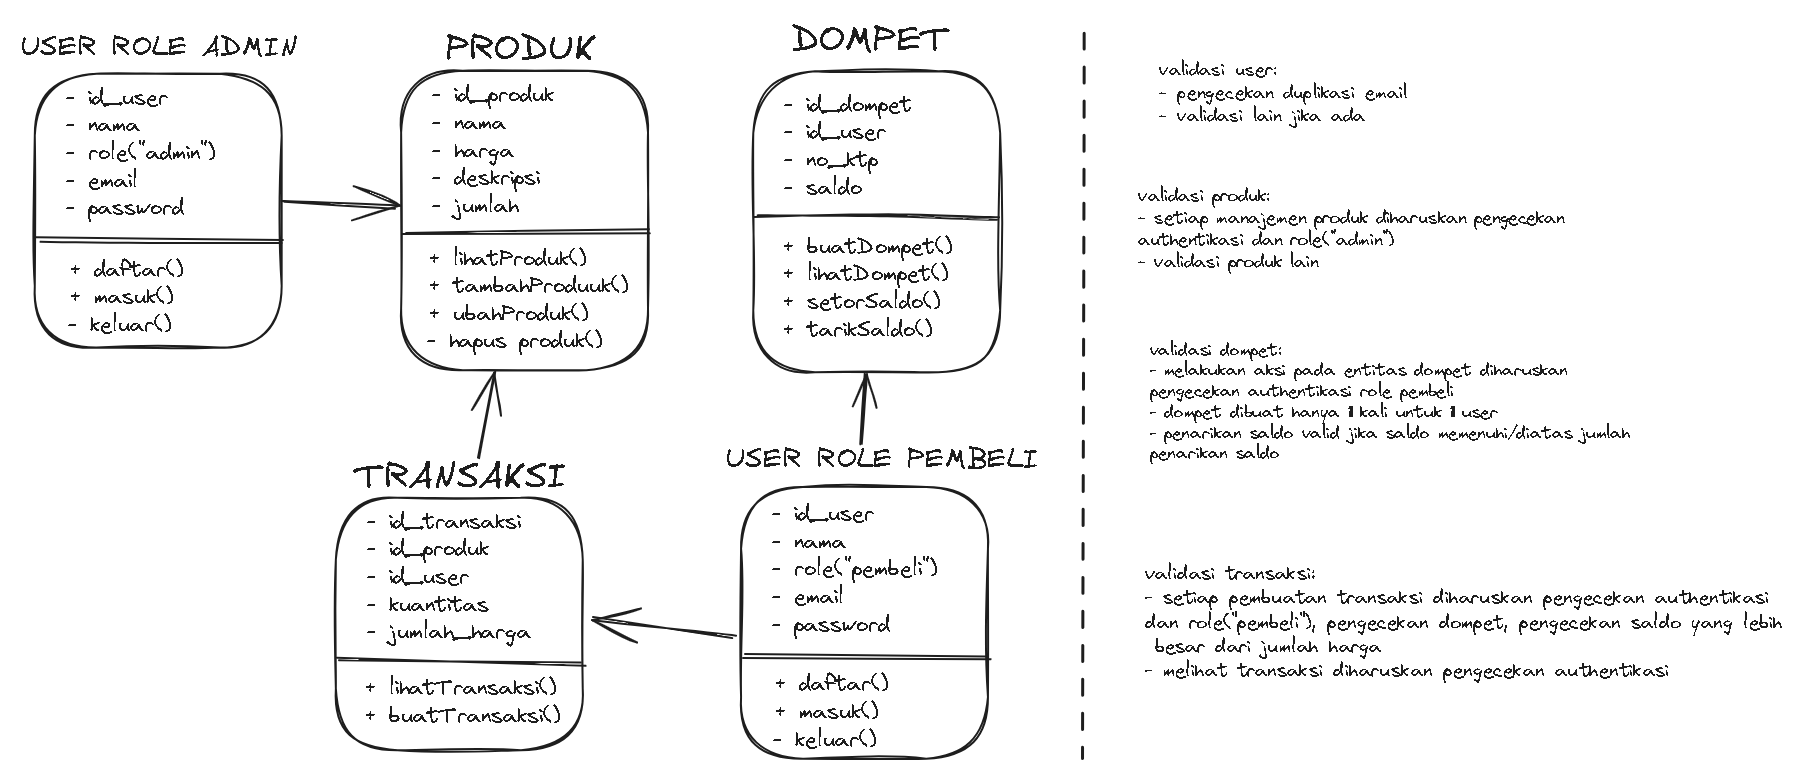 USER ROLE ADMIN
- id_user
- nama
- role("admin")
- email
- password
+ daftar()
+ masuk()
- keluar()
PRODUK
- id_produk
- nama
- harga
- deskripsi
- jumlah
+ lihatProduk()
+ tambahProduuk()
+ ubahProduk()
- hapus produk()
DOMPET
- id_dompet
- id_user
- no_ktp
- saldo
+ buatDompet()
+ lihatDompet()
+ setorSaldo()
+ tarikSaldo()
TRANSAKSI
- id_transaksi
- id_produk
- id_user
- kuantitas
- jumlah_harga
+ lihatTransaksi()
+ buatTransaksi()
USER ROLE PEMBELI
- id_user
- nama
- role("pembeli")
- email
- password
+ daftar()
+ masuk()
- keluar()
validasi user:
- pengecekan duplikasi email
- validasi lain jika ada
validasi produk:
- setiap manajemen produk diharuskan pengecekan
authentikasi dan role("admin")
- validasi produk lain
validasi dompet:
- melakukan aksi pada entitas dompet diharuskan
pengecekan authentikasi role pembeli
- dompet dibuat hanya 1 kali untuk 1 user
- penarikan saldo valid jika saldo memenuhi/diatas jumlah
penarikan saldo
validasi transaksi:
- setiap pembuatan transaksi diharuskan pengecekan authentikasi
dan role("pembeli"), pengecekan dompet, pengecekan saldo yang lebih
besar dari jumlah harga
- melihat transaksi diharuskan pengecekan authentikasi